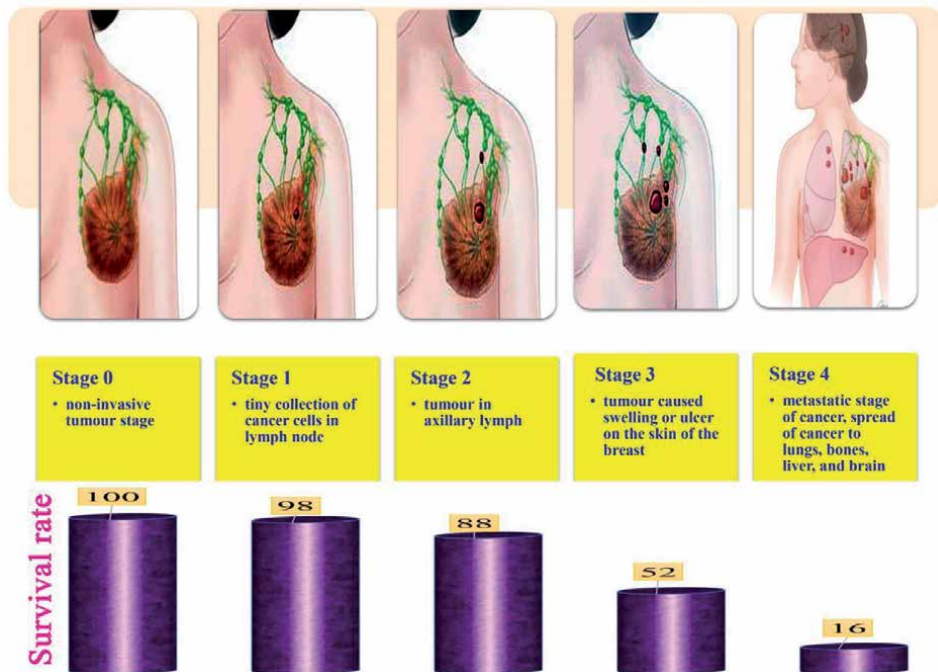 Stage 0
• non-invasive
tumour stage
Stage 1
• tiny collection of
cancer cells in
lymph node
Stage 2
• tumour in
axillary lymph
Stage 3
• tumour caused
swelling or ulcer
on the skin of the
breast
Stage 4
• metastatic stage
of cancer, spread
of cancer to
lungs, bones,
liver, and brain
Survival rate
100
98
88
52
16